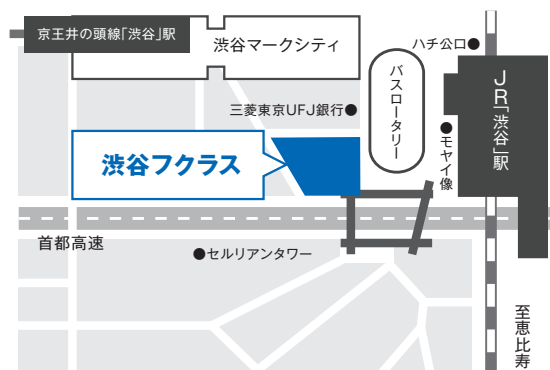 京王井の頭線「渋谷」駅
渋谷マークシティ
ハチ公口
三菱東京UFJ銀行
バスロータリー
JR「渋谷」駅
モヤイ像
渋谷フクラス
首都高速
セルリアンタワー
至恵比寿